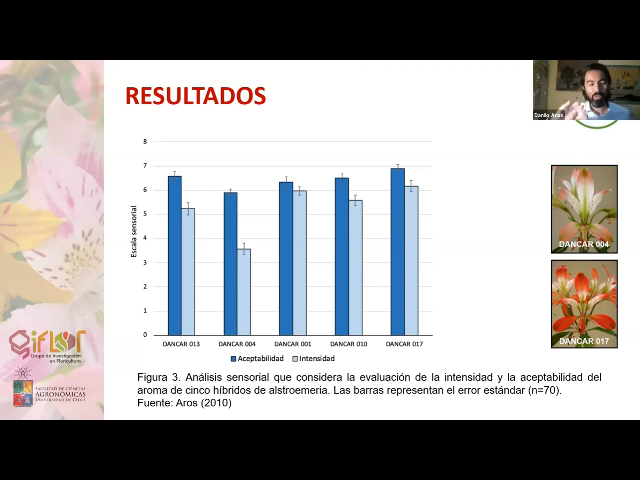 RESULTADOS
Danilo Aros
8
7
6
5
4
3
2
1
0
Escala sensorial
DANCAR 013
DANCAR 004
DANCAR 001
DANCAR 010
DANCAR 017
Aceptabilidad
Intensidad
DANCAR 004
DANCAR 017
Giflor
Grupo de Investigación
en Floricultura
FACULTAD DE CIENCIAS
AGRONÓMICAS
UNIVERSIDAD DE CHILE
Figura 3. Análisis sensorial que considera la evaluación de la intensidad y la aceptabilidad del
aroma de cinco híbridos de alstroemeria. Las barras representan el error estándar (n=70).
Fuente: Aros (2010)